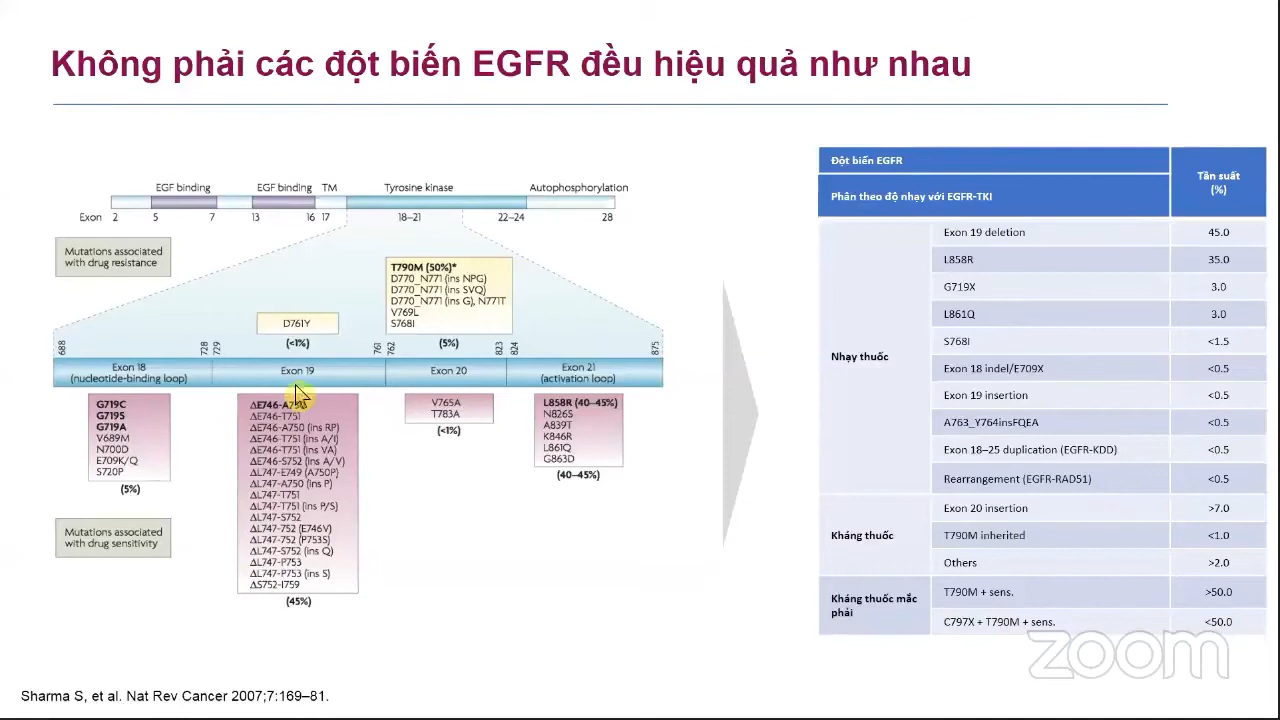 Không phải các đột biến EGFR đều hiệu quả như nhau
EGF binding
EGF binding
TM
Tyrosine kinase
Autophosphorylation
Exon
2
5
7
13
16
17
18–21
22–24
28
Mutations associated
with drug resistance
T790M (50%)*
D770_N771 (ins NPG)
D770_N771 (ins SVQ)
D770_N771 (ins G), N771T
V769L
S768I
D761Y
(<1%)
(5%)
688
728
729
761
762
823
824
875
Exon 18
(nucleotide-binding loop)
Exon 19
Exon 20
Exon 21
(activation loop)
G719C
G719S
G719A
V689M
N700D
E709K/Q
S720P
(5%)
ΔE746-A750
ΔE746-T751
ΔE746-A750 (ins RP)
ΔE746-T751 (ins A/I)
ΔE746-T751 (ins VA)
ΔE746-S752 (ins A/V)
ΔL747-E749 (A750P)
ΔL747-A750 (ins P)
ΔL747-T751
ΔL747-T751 (ins P/S)
ΔL747-S752
ΔL747-752 (E746V)
ΔL747-752 (P753S)
ΔL747-S752 (ins Q)
ΔL747-P753
ΔL747-P753 (ins S)
ΔS752-I759
(45%)
V765A
T783A
(<1%)
L858R (40–45%)
N826S
A839T
K846R
L861Q
G863D
(40–45%)
Mutations associated
with drug sensitivity
Đột biến EGFR
Phân theo độ nhạy với EGFR-TKI
Tần suất
(%)
Nhạy thuốc
Exon 19 deletion 45.0
L858R 35.0
G719X 3.0
L861Q 3.0
S768I <1.5
Exon 18 indel/E709X <0.5
Exon 19 insertion <0.5
A763_Y764insFQEA <0.5
Exon 18–25 duplication (EGFR-KDD) <0.5
Rearrangement (EGFR-RAD51) <0.5
Kháng thuốc
Exon 20 insertion >7.0
T790M inherited <1.0
Others >2.0
Kháng thuốc mắc
phải
T790M + sens. >50.0
C797X + T790M + sens. <50.0
zoom
Sharma S, et al. Nat Rev Cancer 2007;7:169–81.